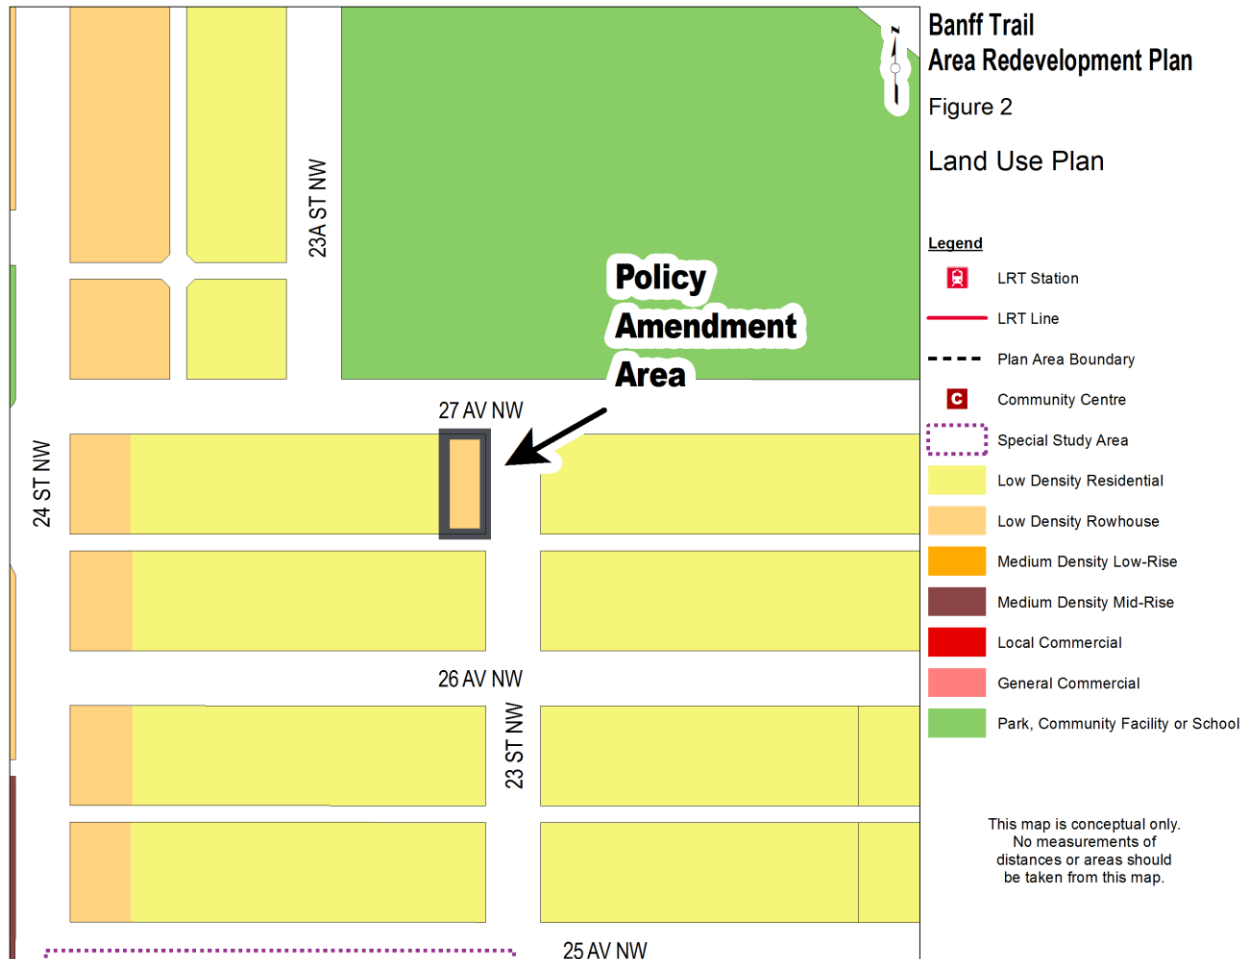 Banff Trail
Area Redevelopment Plan
Figure 2
Land Use Plan
N
23A ST NW
Policy
Amendment
Area
27 AV NW
24 ST NW
26 AV NW
23 ST NW
25 AV NW
Legend
LRT Station
LRT Line
Plan Area Boundary
C
Community Centre
Special Study Area
Low Density Residential
Low Density Rowhouse
Medium Density Low-Rise
Medium Density Mid-Rise
Local Commercial
General Commercial
Park, Community Facility or School
This map is conceptual only.
No measurements of
distances or areas should
be taken from this map.